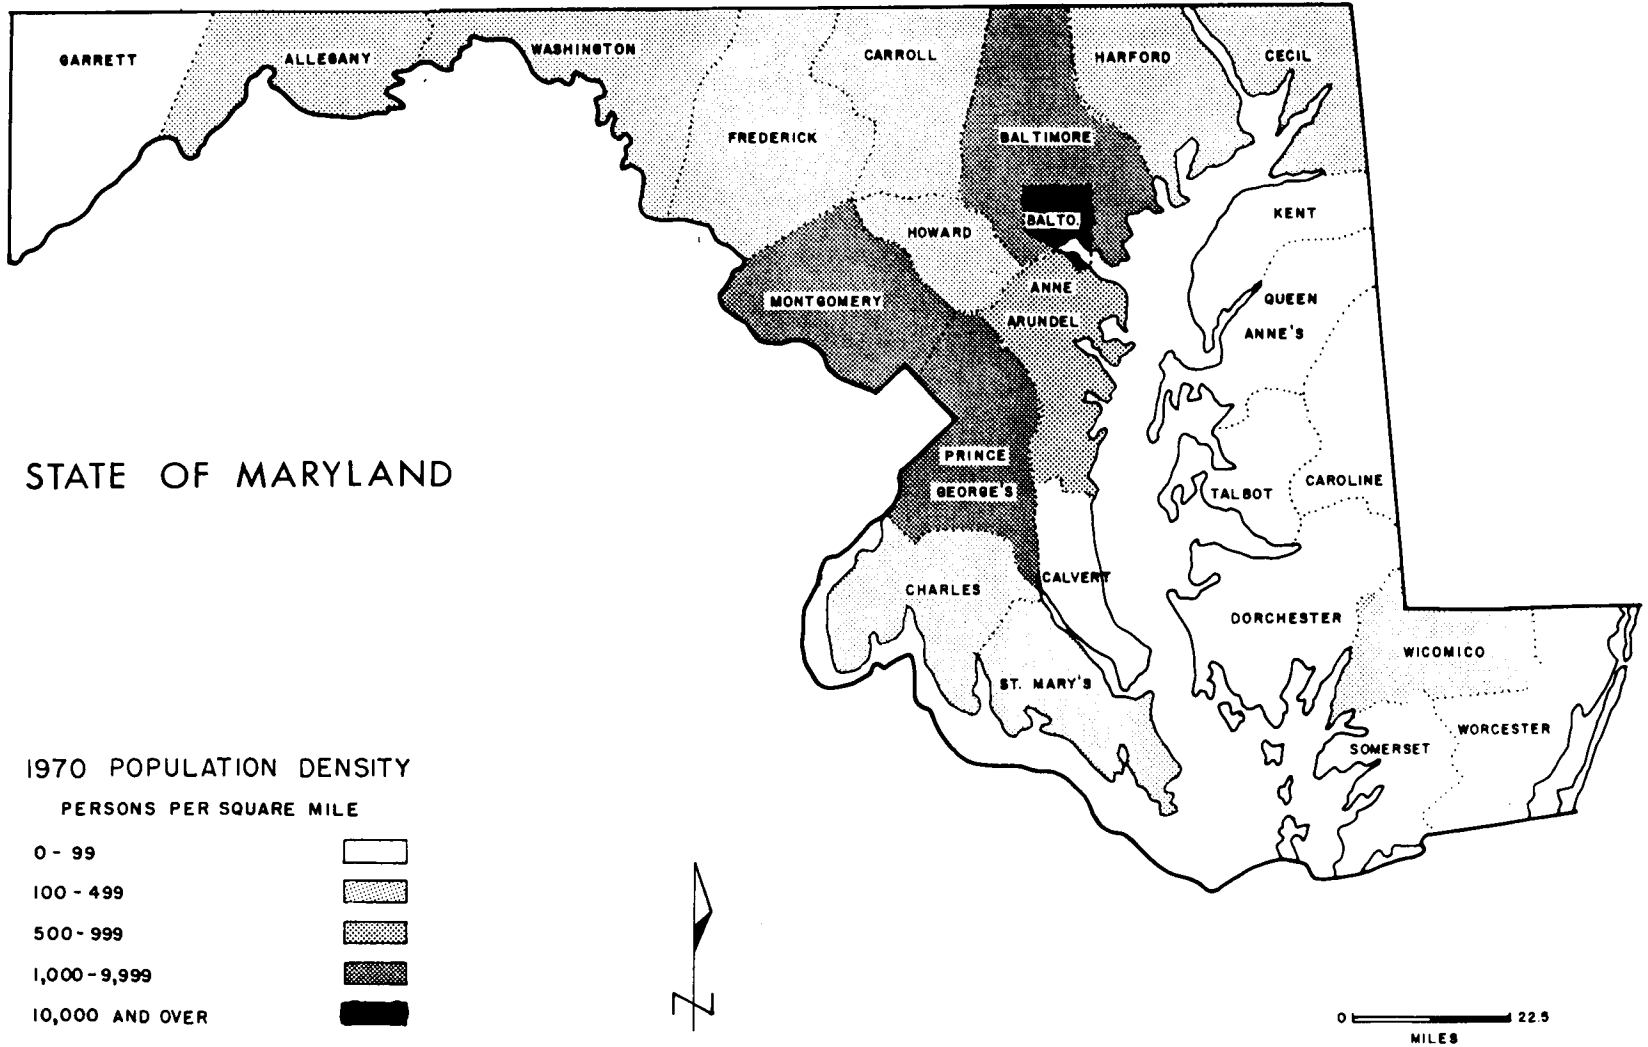 GARRETT
ALLEGANY
WASHINGTON
FREDERICK
CARROLL
BALTIMORE
BALTO.
HARFORD
CECIL
KENT
HOWARD
MONTGOMERY
ANNE
ARUNDEL
QUEEN
ANNE'S
PRINCE
GEORGE'S
TALBOT
CAROLINE
CHARLES
CALVERT
ST. MARY'S
DORCHESTER
WICOMICO
SOMERSET
WORCESTER
STATE OF MARYLAND
1970 POPULATION DENSITY
PERSONS PER SQUARE MILE
0-99
100-499
500-999
1,000-9,999
10,000 AND OVER
N
0 22.5
MILES